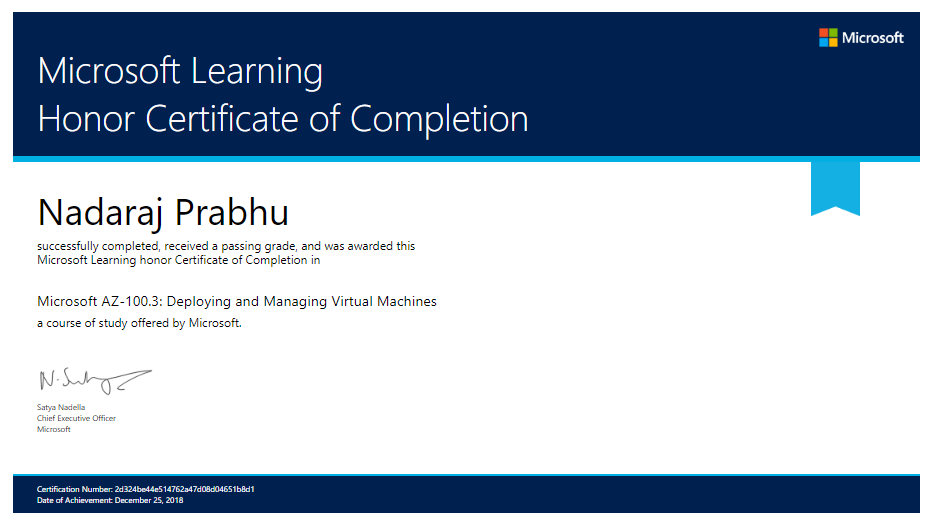 Microsoft
Microsoft Learning
Honor Certificate of Completion
Nadaraj Prabhu
successfully completed, received a passing grade, and was awarded this
Microsoft Learning honor Certificate of Completion in
Microsoft AZ-100.3: Deploying and Managing Virtual Machines
a course of study offered by Microsoft.
Satya Nadella
Chief Executive Officer
Microsoft
Certification Number: 2d324be44e514762a47d08d04651b8d1
Date of Achievement: December 25, 2018